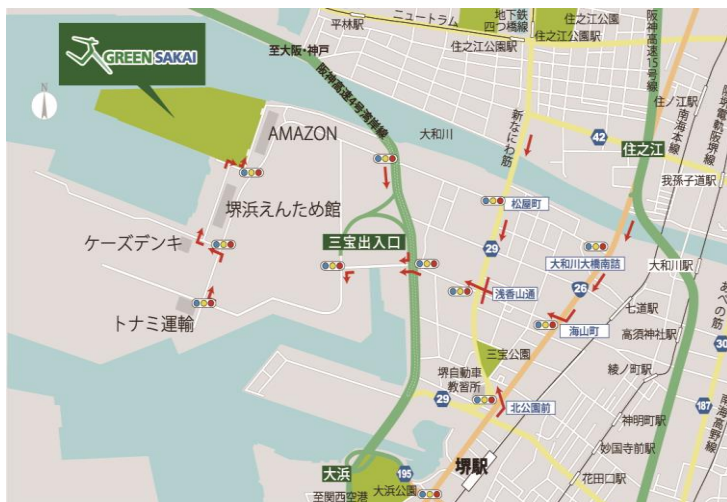 GREEN SAKAI
至大阪・神戸
阪神高速4号湾岸線
平林駅
ニュートラム
地下鉄
四つ橋線
住之江公園
住之江公園駅
阪神高速15号線
住ノ江駅
南海本線
阪堺電軌阪堺線
我孫子道駅
住之江
42
新なにわ筋
大和川
AMAZON
堺浜えんため館
ケーズデンキ
トナミ運輸
三宝出入口
松屋町
29
大和川大橋南詰
大和川駅
26
浅香山通
海山町
七道駅
高須神社駅
あべの筋
30
綾ノ町駅
三宝公園
堺自動車
教習所
29
北公園前
神明町駅
187
南海高野線
妙国寺前駅
花田口駅
堺駅
大浜
195
大浜公園
至関西空港